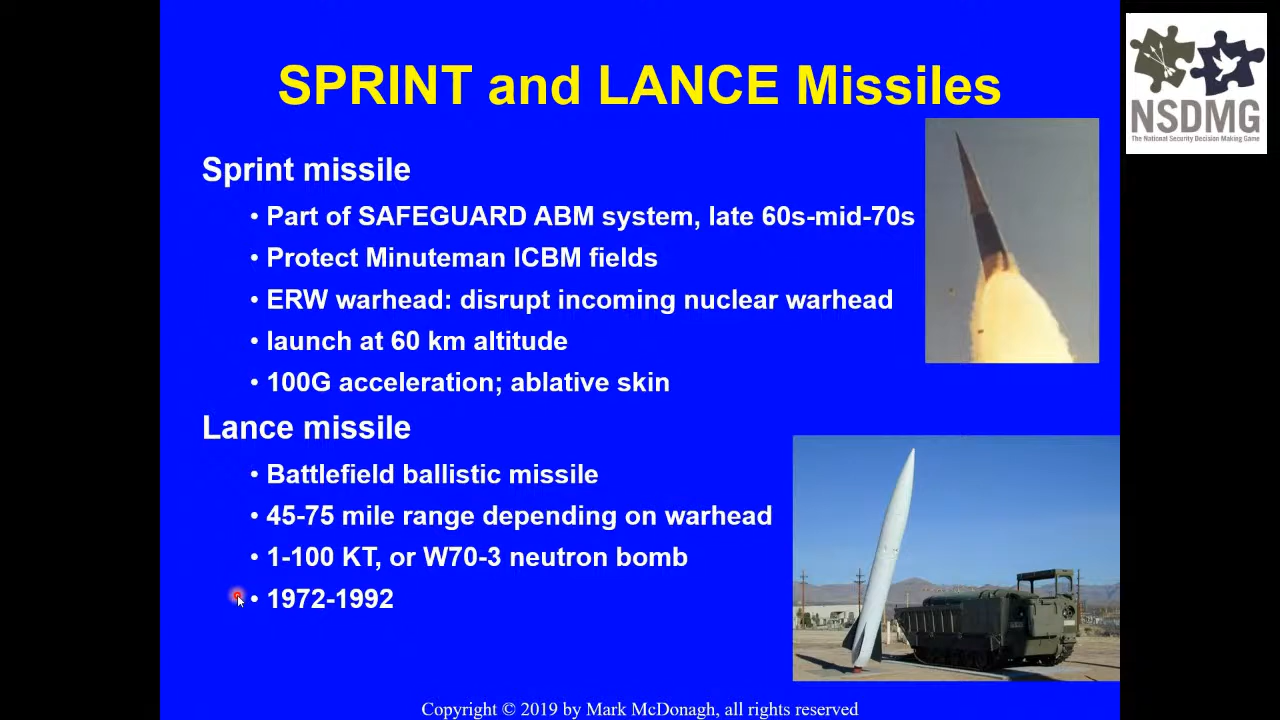 SPRINT and LANCE Missiles
NSDMG
The National Security Decision Making Game
Sprint missile
• Part of SAFEGUARD ABM system, late 60s-mid-70s
• Protect Minuteman ICBM fields
• ERW warhead: disrupt incoming nuclear warhead
• launch at 60 km altitude
• 100G acceleration; ablative skin
Lance missile
• Battlefield ballistic missile
• 45-75 mile range depending on warhead
• 1-100 KT, or W70-3 neutron bomb
• 1972-1992
Copyright © 2019 by Mark McDonagh, all rights reserved